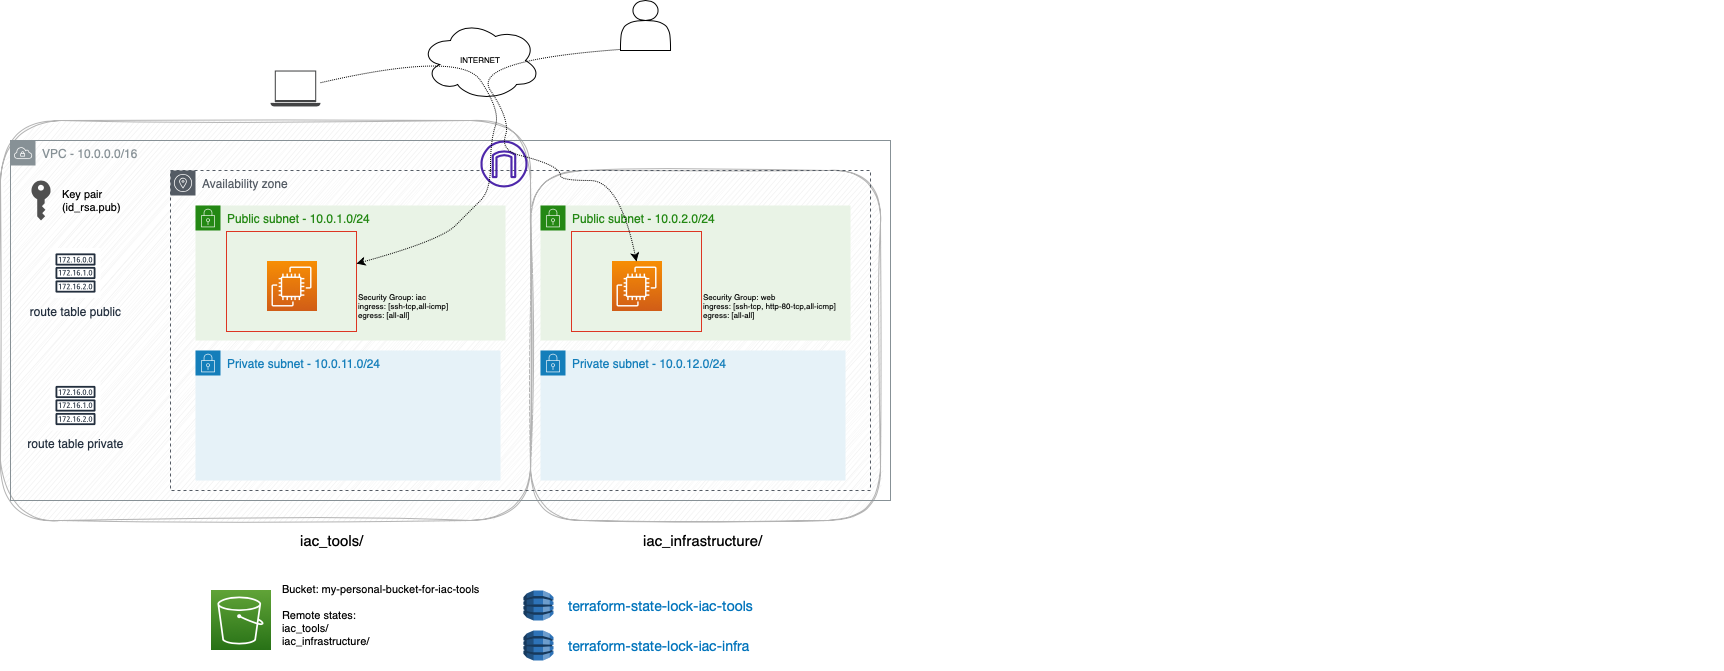 INTERNET
VPC - 10.0.0.0/16
Key pair
(id_rsa.pub)
Availability zone
Public subnet - 10.0.1.0/24
Public subnet - 10.0.2.0/24
172.16.0.0
172.16.1.0
172.16.2.0
route table public
Security Group: iac
ingress: [ssh-tcp,all-icmp]
egress: [all-all]
Security Group: web
ingress: [ssh-tcp, http-80-tcp,all-icmp]
egress: [all-all]
Private subnet - 10.0.11.0/24
Private subnet - 10.0.12.0/24
172.16.0.0
172.16.1.0
172.16.2.0
route table private
iac_tools/
iac_infrastructure/
Bucket: my-personal-bucket-for-iac-tools
Remote states:
iac_tools/
iac_infrastructure/
terraform-state-lock-iac-tools
terraform-state-lock-iac-infra